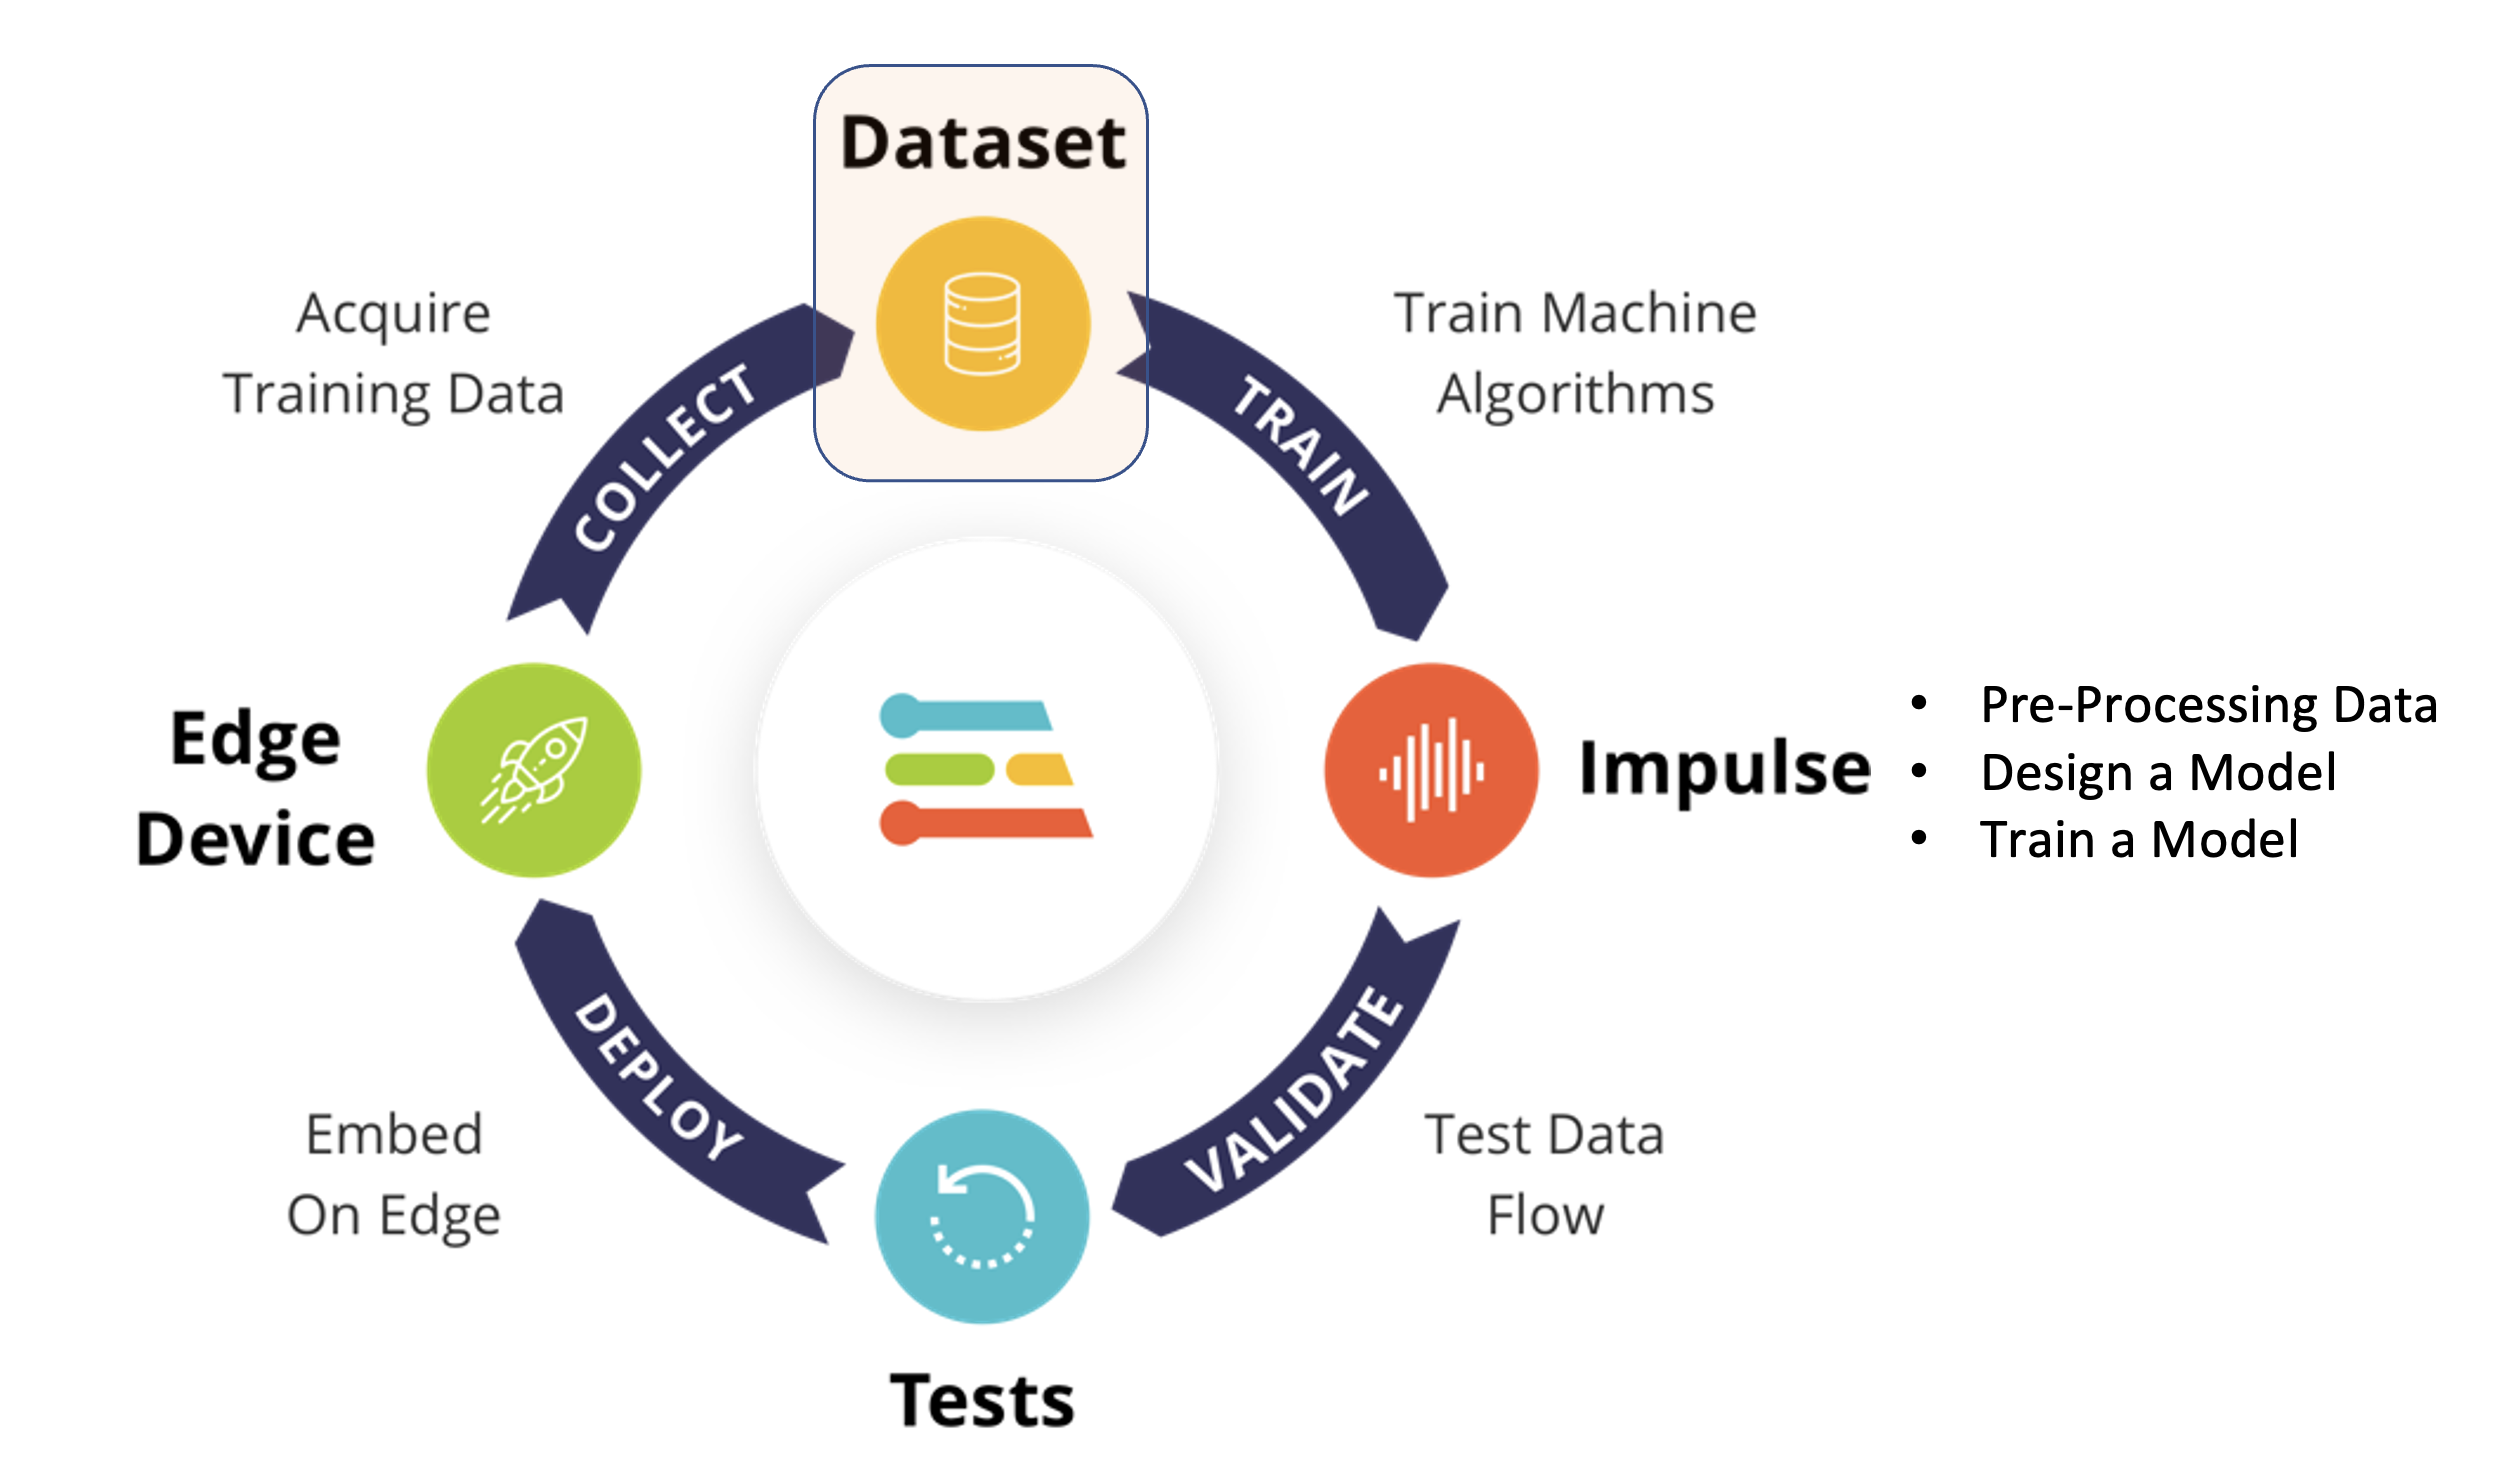 Dataset
Acquire
Training Data
COLLECT
TRAIN
Train Machine
Algorithms
Edge
Device
Impulse
• Pre-Processing Data
• Design a Model
• Train a Model
DEPLOY
VALIDATE
Embed
On Edge
Test Data
Flow
Tests